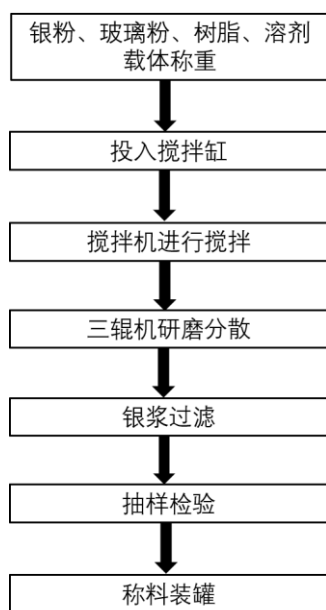 银粉、玻璃粉、树脂、溶剂
载体称重
投入搅拌缸
搅拌机进行搅拌
三辊机研磨分散
银浆过滤
抽样检验
称料装罐